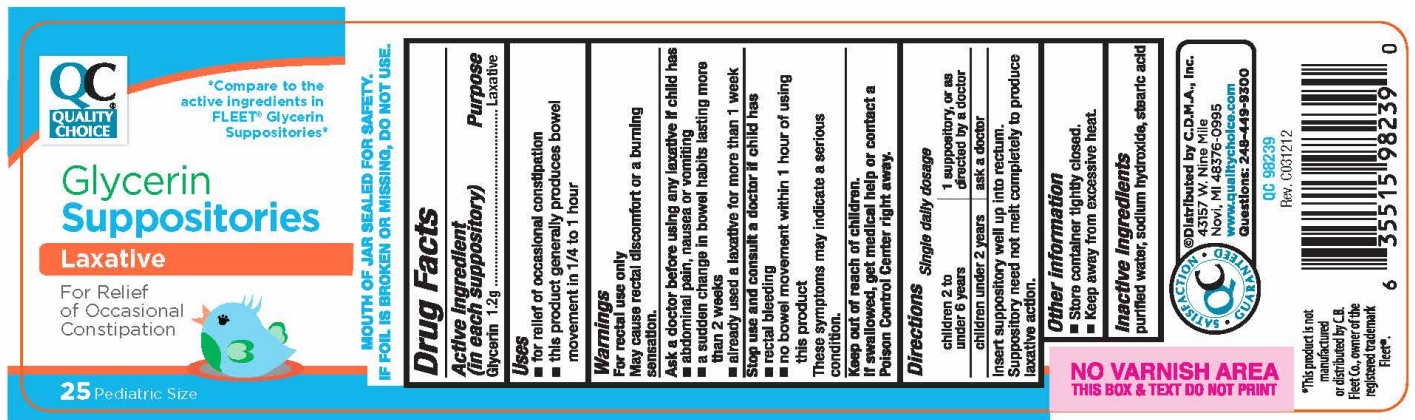 QC
®
QUALITY
CHOICE
*Compare to the
active ingredients in
FLEET® Glycerin
Suppositories*
Glycerin
Suppositories
Laxative
For Relief
of Occasional
Constipation
25 Pediatric Size
MOUTH OF JAR SEALED FOR SAFETY.
IF FOIL IS BROKEN OR MISSING, DO NOT USE.
Drug Facts
Active Ingredient
(in each suppository) Purpose
Glycerin 1.2g ........................ Laxative
Uses
■ for relief of occasional constipation
■ this product generally produces bowel
movement in 1/4 to 1 hour
Warnings
For rectal use only
May cause rectal discomfort or a burning
sensation.
Ask a doctor before using any laxative if child has
■ abdominal pain, nausea or vomiting
■ a sudden change in bowel habits lasting more
than 2 weeks
■ already used a laxative for more than 1 week
Stop use and consult a doctor if child has
■ rectal bleeding
■ no bowel movement within 1 hour of using
this product
These symptoms may indicate a serious
condition.
Keep out of reach of children.
If swallowed, get medical help or contact a
Poison Control Center right away.
Directions Single daily dosage
children 2 to 1 suppository, or as
under 6 years directed by a doctor
children under 2 years ask a doctor
Insert suppository well up into rectum.
Suppository need not melt completely to produce
laxative action.
Other information
■ Store container tightly closed.
■ Keep away from excessive heat.
Inactive ingredients
purified water, sodium hydroxide, stearic acid
SATISFACTION • GUARANTEED •
QC
©Distributed by C.D.M.A., Inc.
43157 W. Nine Mile
Novi, MI 48376-0995
www.qualitychoice.com
Questions: 248-449-9300
QC 98239
Rev. C031212
NO VARNISH AREA
THIS BOX & TEXT DO NOT PRINT
*This product is not
manufactured
or distributed by C.B.
Fleet Co., owner of the
registered trademark
Fleet®.
6 35515 98239 0